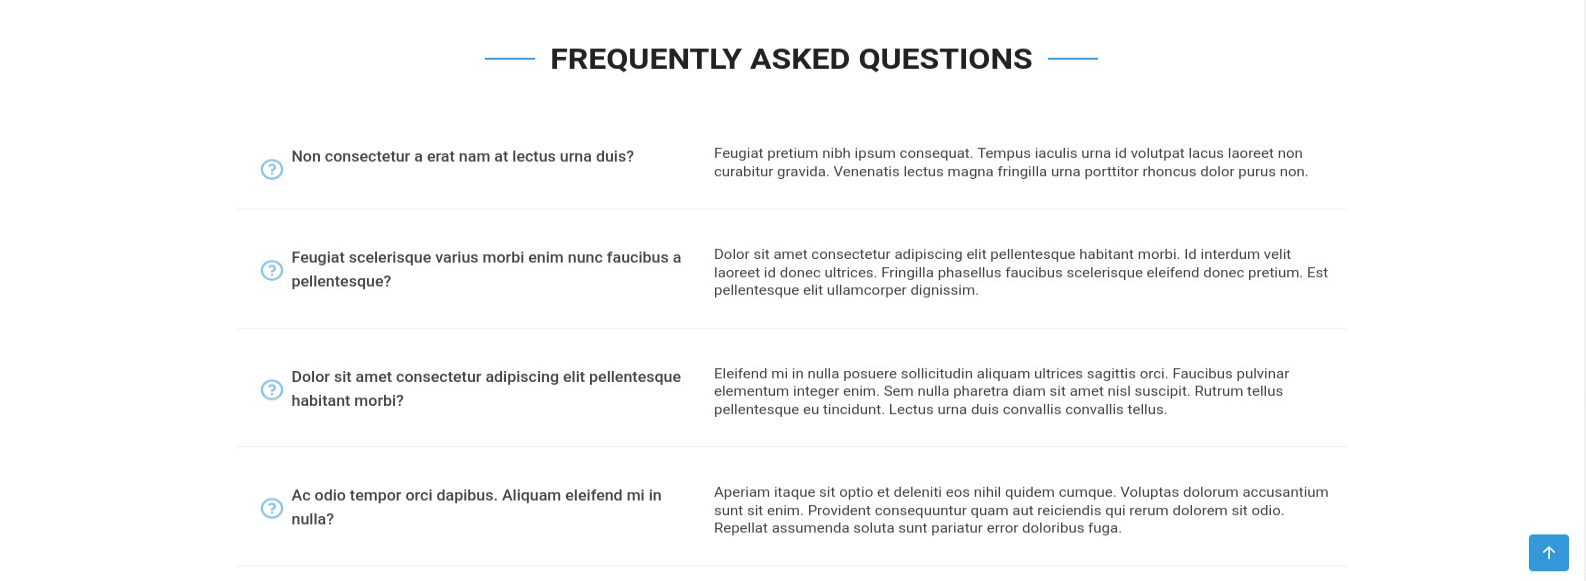 FREQUENTLY ASKED QUESTIONS
Non consectetur a erat nam at lectus urna duis?
Feugiat pretium nibh ipsum consequat. Tempus iaculis urna id volutpat lacus laoreet non
curabitur gravida. Venenatis lectus magna fringilla urna porttitor rhoncus dolor purus non.
Feugiat scelerisque varius morbi enim nunc faucibus a
pellentesque?
Dolor sit amet consectetur adipiscing elit pellentesque habitant morbi. Id interdum velit
laoreet id donec ultrices. Fringilla phasellus faucibus scelerisque eleifend donec pretium. Est
pellentesque elit ullamcorper dignissim.
Dolor sit amet consectetur adipiscing elit pellentesque
habitant morbi?
Eleifend mi in nulla posuere sollicitudin aliquam ultrices sagittis orci. Faucibus pulvinar
elementum integer enim. Sem nulla pharetra diam sit amet nisl suscipit. Rutrum tellus
pellentesque eu tincidunt. Lectus urna duis convallis convallis tellus.
Ac odio tempor orci dapibus. Aliquam eleifend mi in
nulla?
Aperiam itaque sit optio et deleniti eos nihil quidem cumque. Voluptas dolorum accusantium
sunt sit enim. Provident consequuntur quam aut reiciendis qui rerum dolorem sit odio.
Repellat assumenda soluta sunt pariatur error doloribus fuga.